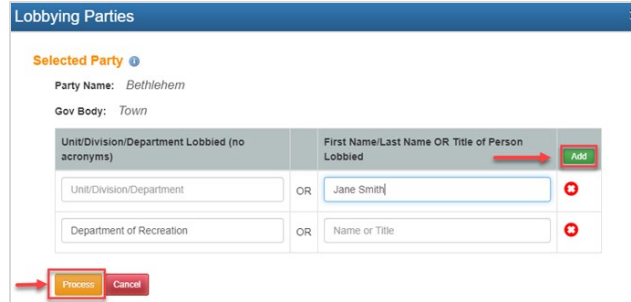 Lobbying Parties
Selected Party
Party Name: Bethlehem
Gov Body: Town
Unit/Division/Department Lobbied (no
acronyms)
First Name/Last Name OR Title of Person
Lobbied
Add
Unit/Division/Department OR Jane Smith
Department of Recreation OR Name or Title
Process Cancel